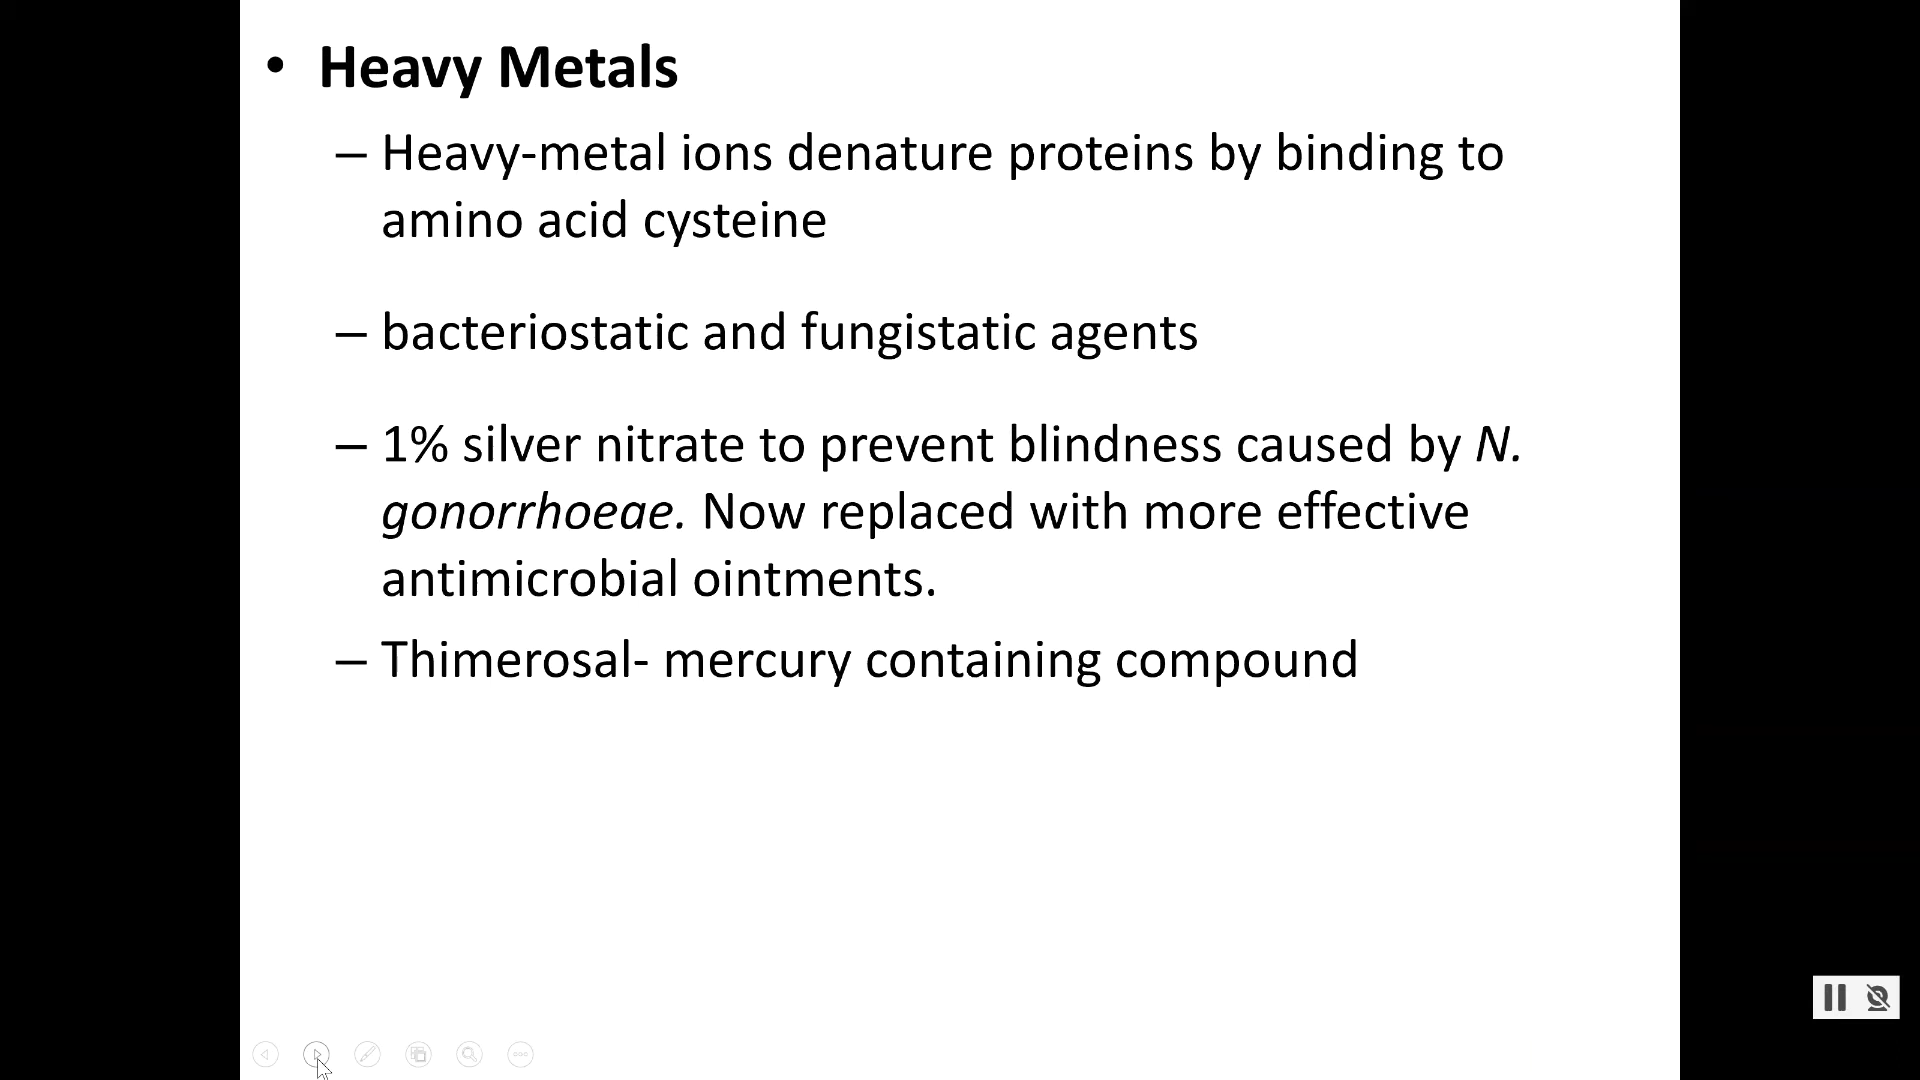 • Heavy Metals
– Heavy-metal ions denature proteins by binding to
amino acid cysteine
– bacteriostatic and fungistatic agents
– 1% silver nitrate to prevent blindness caused by N.
gonorrhoeae. Now replaced with more effective
antimicrobial ointments.
– Thimerosal- mercury containing compound